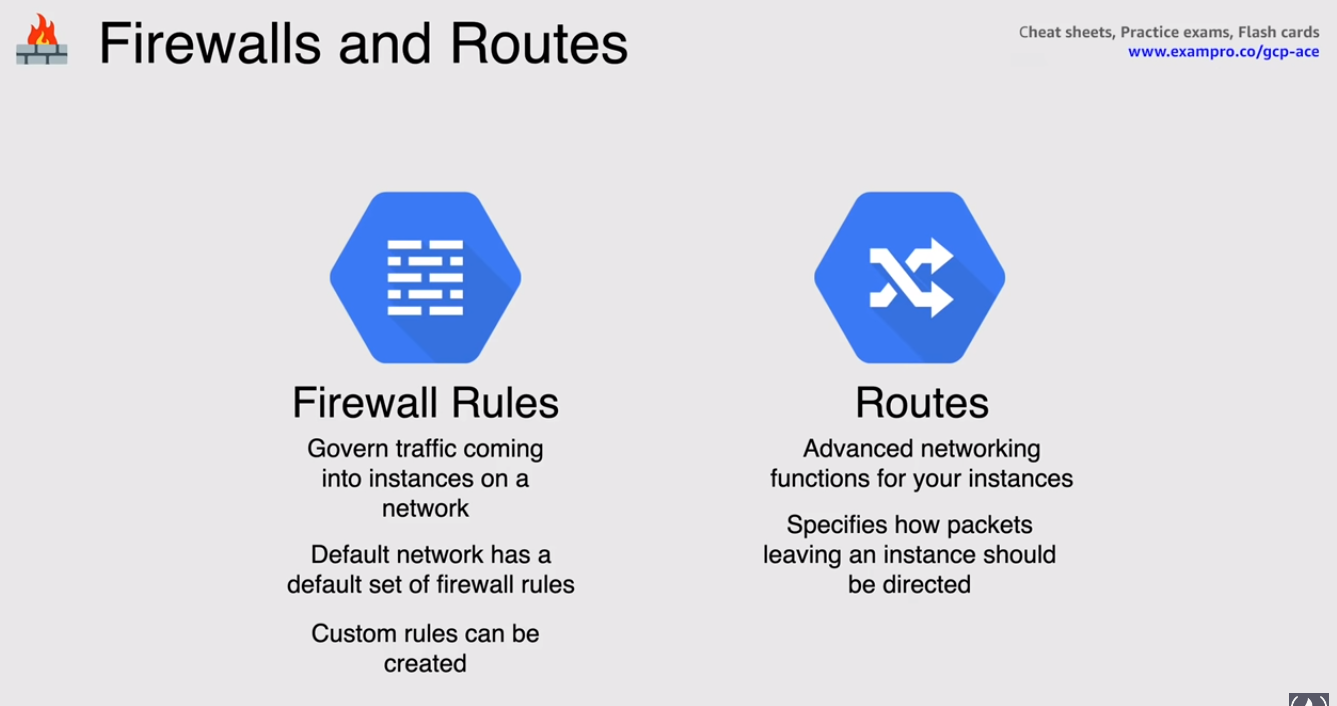 Firewalls and Routes
Cheat sheets, Practice exams, Flash cards
www.exampro.co/gcp-ace
Firewall Rules
Govern traffic coming
into instances on a
network
Default network has a
default set of firewall rules
Custom rules can be
created
Routes
Advanced networking
functions for your instances
Specifies how packets
leaving an instance should
be directed